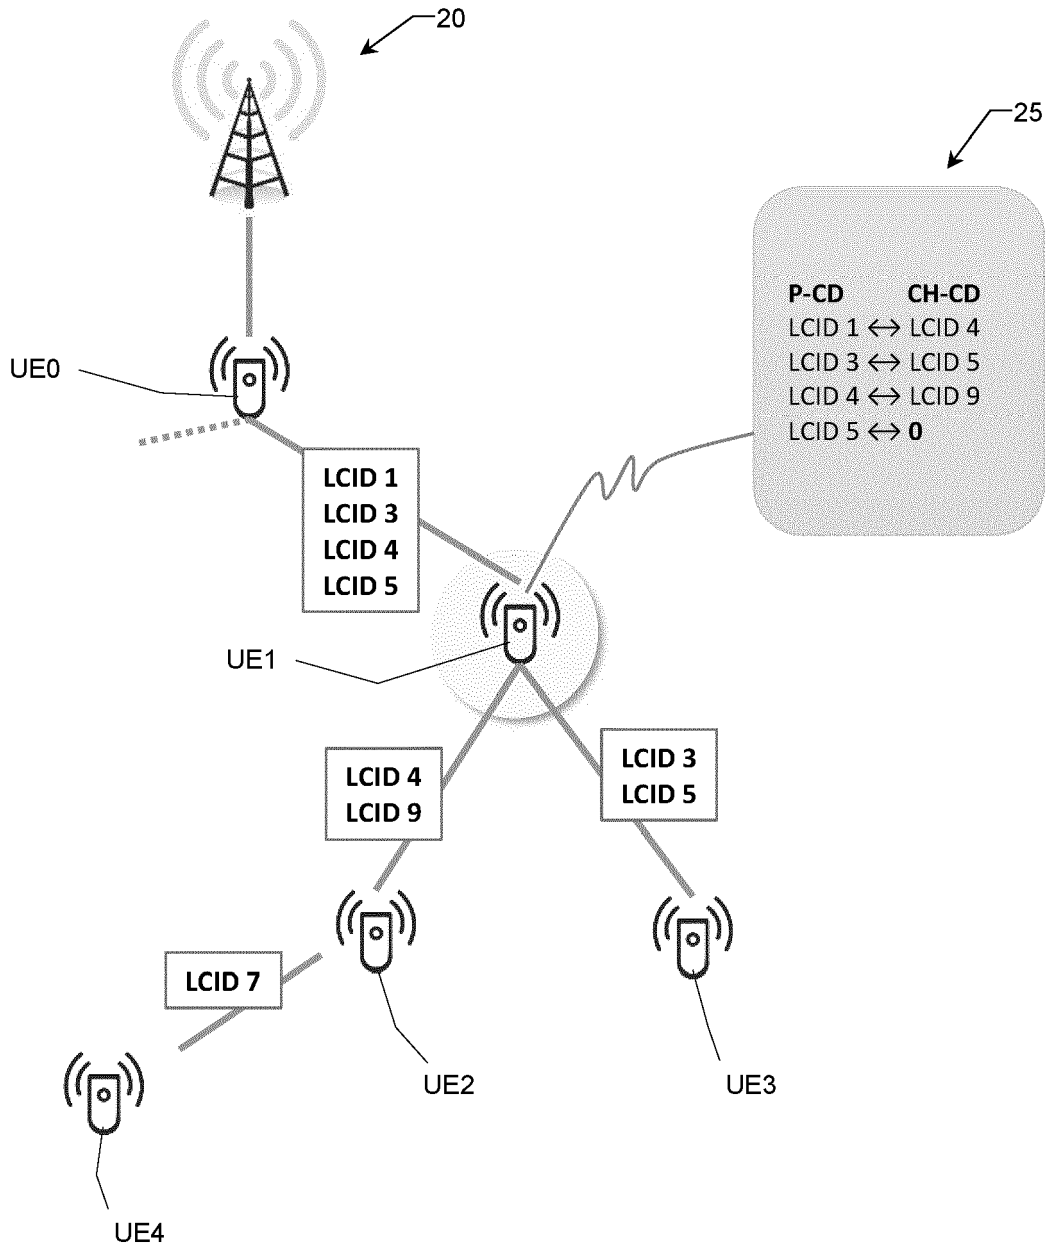 20
25
P-CD CH-CD
LCID 1 ↔ LCID 4
LCID 3 ↔ LCID 5
LCID 4 ↔ LCID 9
LCID 5 ↔ 0
UE0
LCID 1
LCID 3
LCID 4
LCID 5
UE1
LCID 4
LCID 9
LCID 3
LCID 5
LCID 7
UE2
UE3
UE4